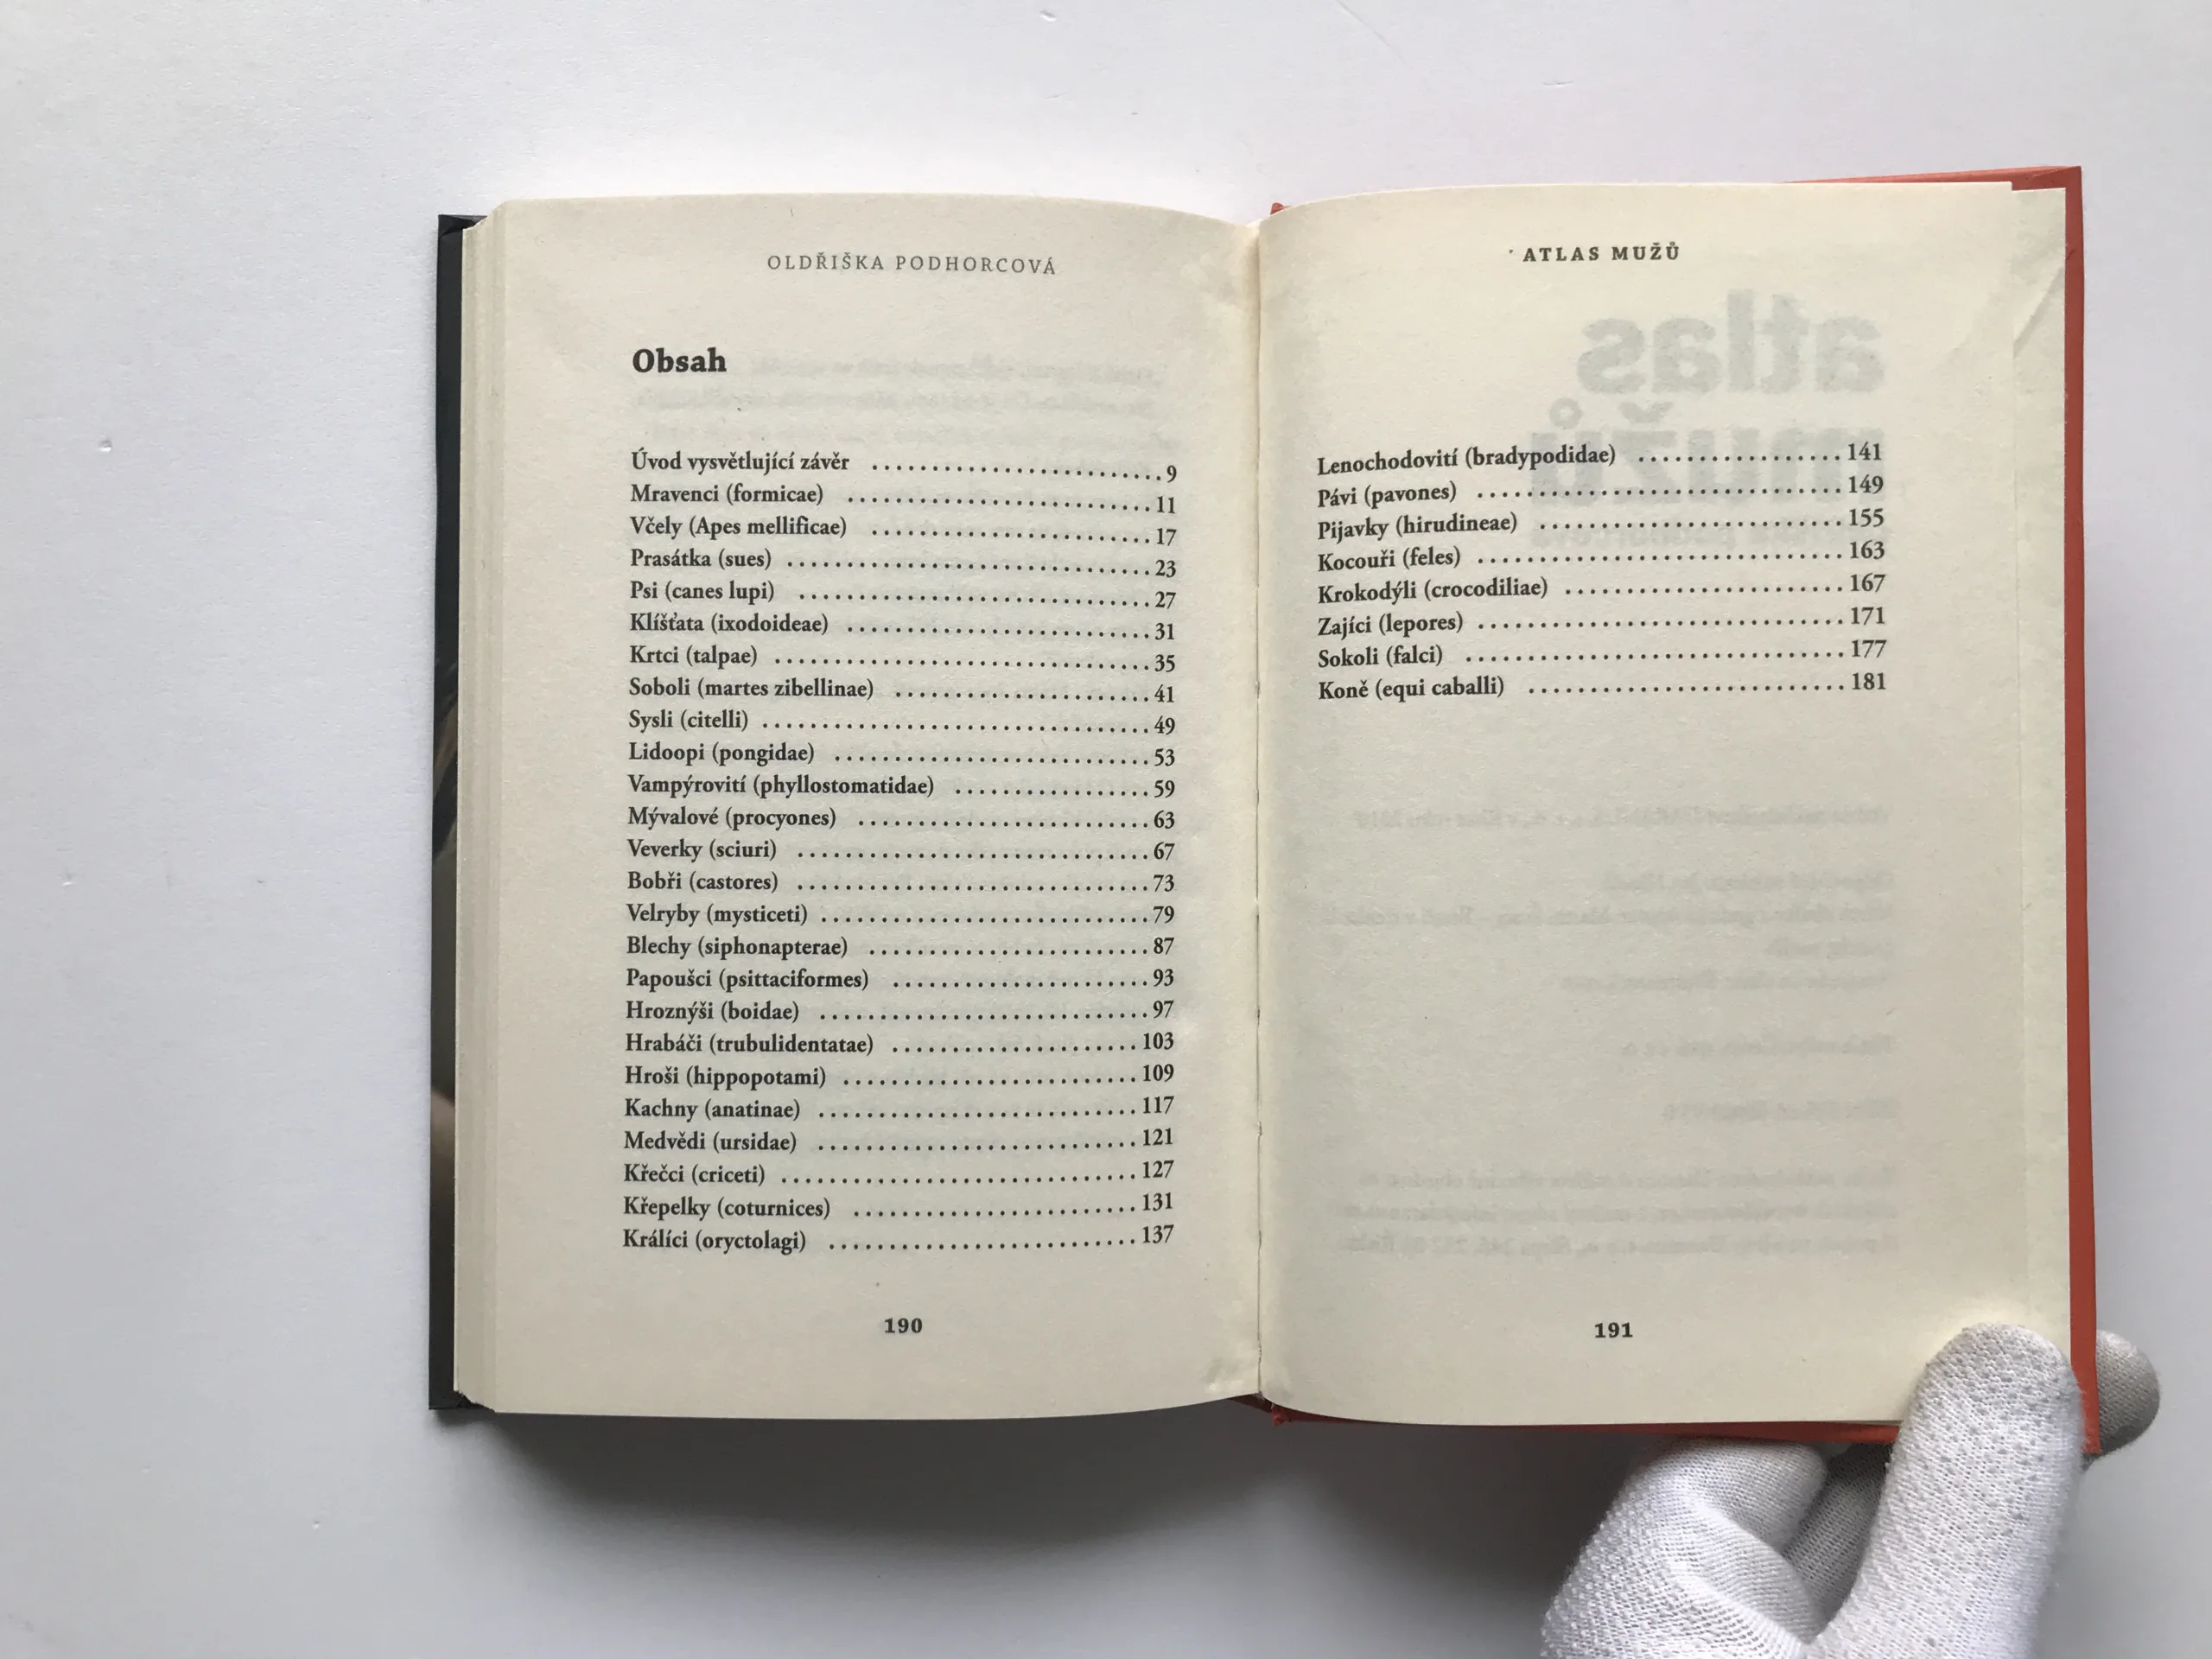 OLDŘIŠKA PODHORCOVÁ
Obsah
Úvod vysvětlující závěr ........................ 9
Mravenci (formicae) ........................ 11
Včely (Apes mellificae) ........................ 17
Prasátka (sues) ........................ 23
Psi (canes lupi) ........................ 27
Klíšťata (ixodoideae) ........................ 31
Krtci (talpae) ........................ 35
Soboli (martes zibellinae) ........................ 41
Sysli (citelli) ........................ 49
Lidoopi (pongidae) ........................ 53
Vampýrovití (phyllostomatidae) ........................ 59
Mývalové (procyones) ........................ 63
Veverky (sciuri) ........................ 67
Bobři (castores) ........................ 73
Velryby (mysticeti) ........................ 79
Blechy (siphonapterae) ........................ 87
Papoušci (psittaciformes) ........................ 93
Hroznýši (boidae) ........................ 97
Hrabáči (trubulidentatae) ........................ 103
Hroši (hippopotami) ........................ 109
Kachny (anatinae) ........................ 117
Medvědi (ursidae) ........................ 121
Křečci (criceti) ........................ 127
Křepelky (coturnices) ........................ 131
Králíci (oryctolagi) ........................ 137
190
ATLAS MUŽŮ
Lenochodovití (bradypodidae) ........................ 141
Pávi (pavones) ........................ 149
Pijavky (hirudineae) ........................ 155
Kocouři (feles) ........................ 163
Krokodýli (crocodiliae) ........................ 167
Zajíci (lepores) ........................ 171
Sokoli (falci) ........................ 177
Koně (equi caballi) ........................ 181
191